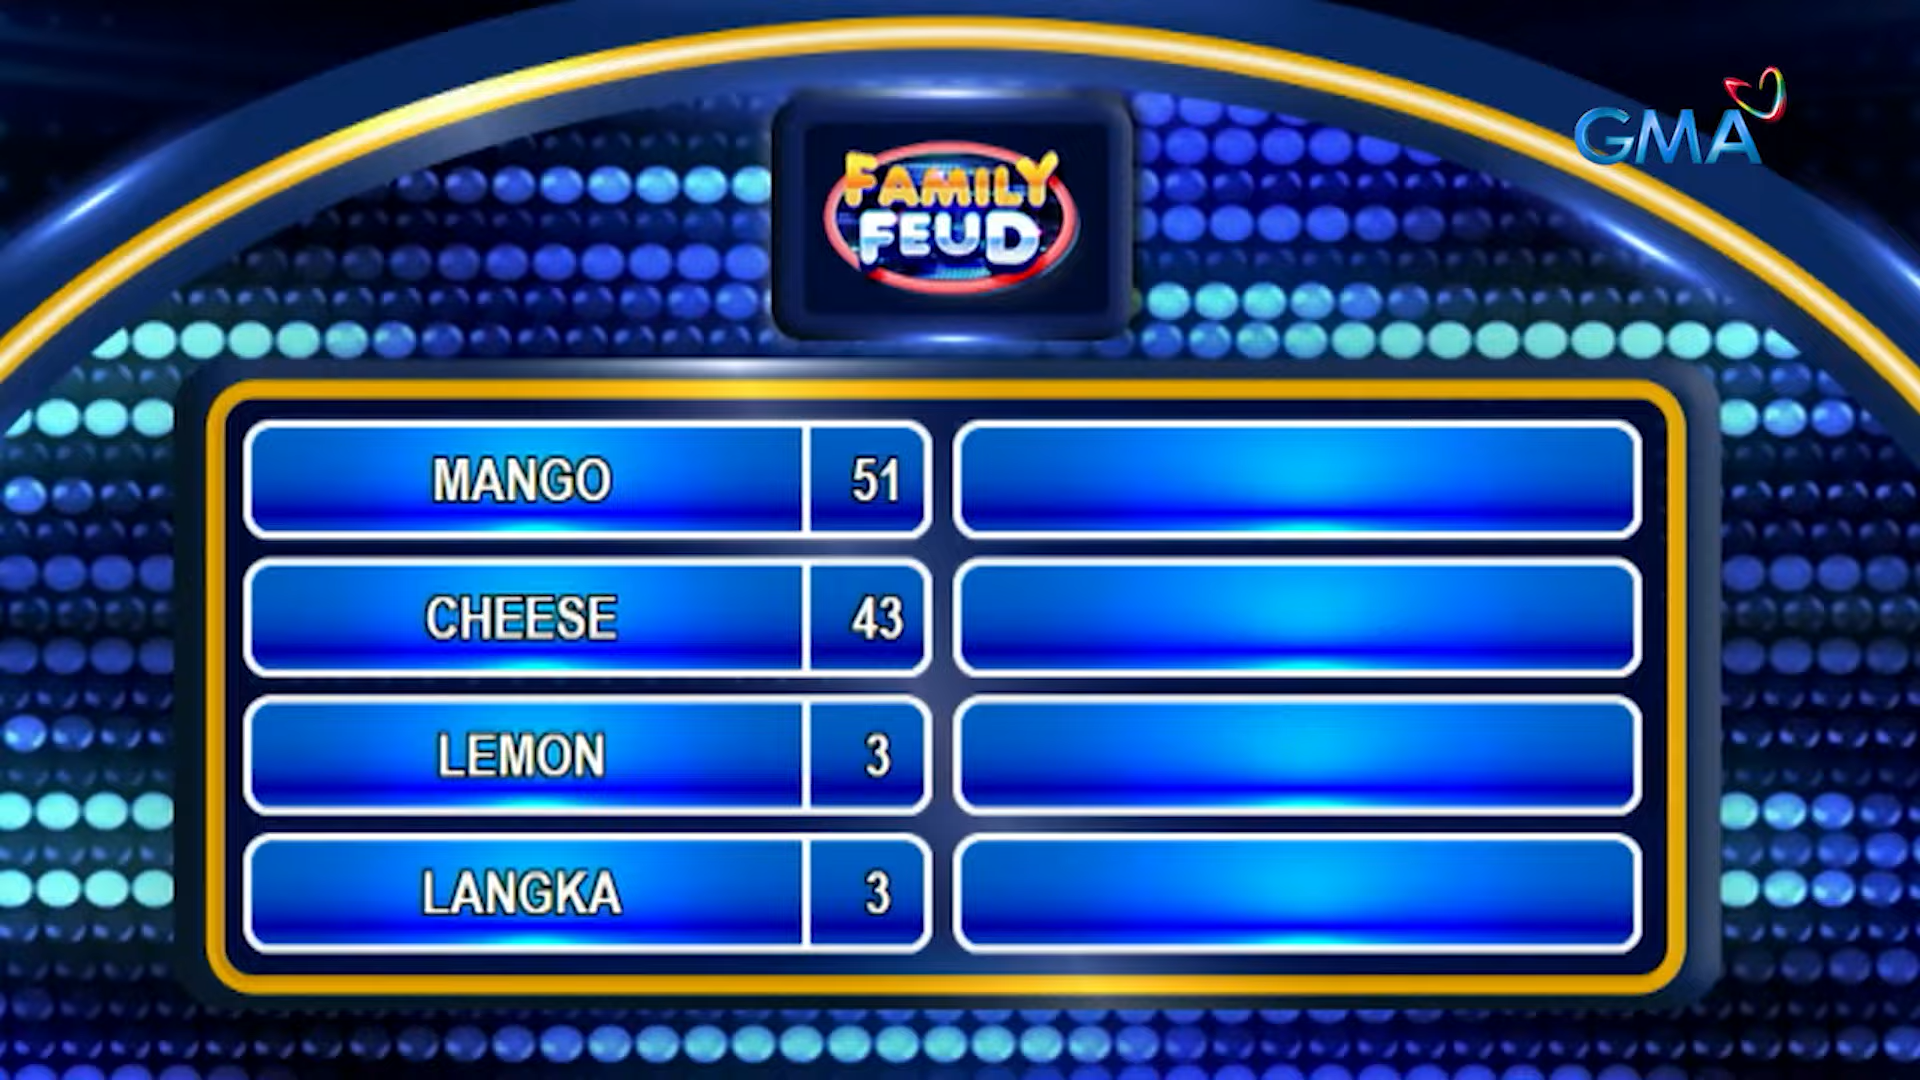 GMA
FAMILY
FEUD
MANGO 51
CHEESE 43
LEMON 3
LANGKA 3